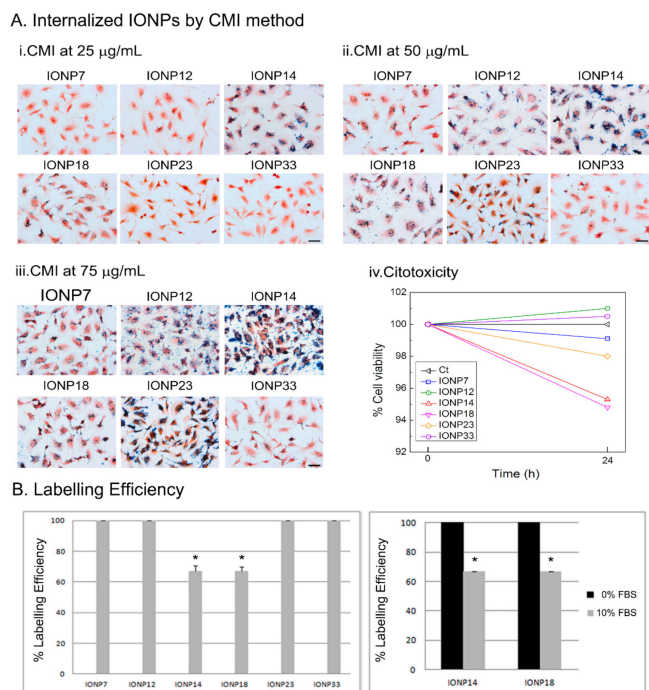 A. Internalized IONPs by CMI method
i.CMI at 25 µg/mL
IONP7 IONP12 IONP14
IONP18 IONP23 IONP33
ii.CMI at 50 µg/mL
IONP7 IONP12 IONP14
IONP18 IONP23 IONP33
iii.CMI at 75 µg/mL
IONP7 IONP12 IONP14
IONP18 IONP23 IONP33
iv.Citotoxicity
% Cell viability
102
100
98
96
94
92
Ct
IONP7
IONP12
IONP14
IONP18
IONP23
IONP33
0 24
Time (h)
B. Labelling Efficiency
% Labelling Efficiency
100
80
60
40
20
0
* *
IONP7 IONP12 IONP14 IONP18 IONP23 IONP33
% Labelling Efficiency
100
80
60
40
20
0
* *
IONP14 IONP18
0% FBS
10% FBS